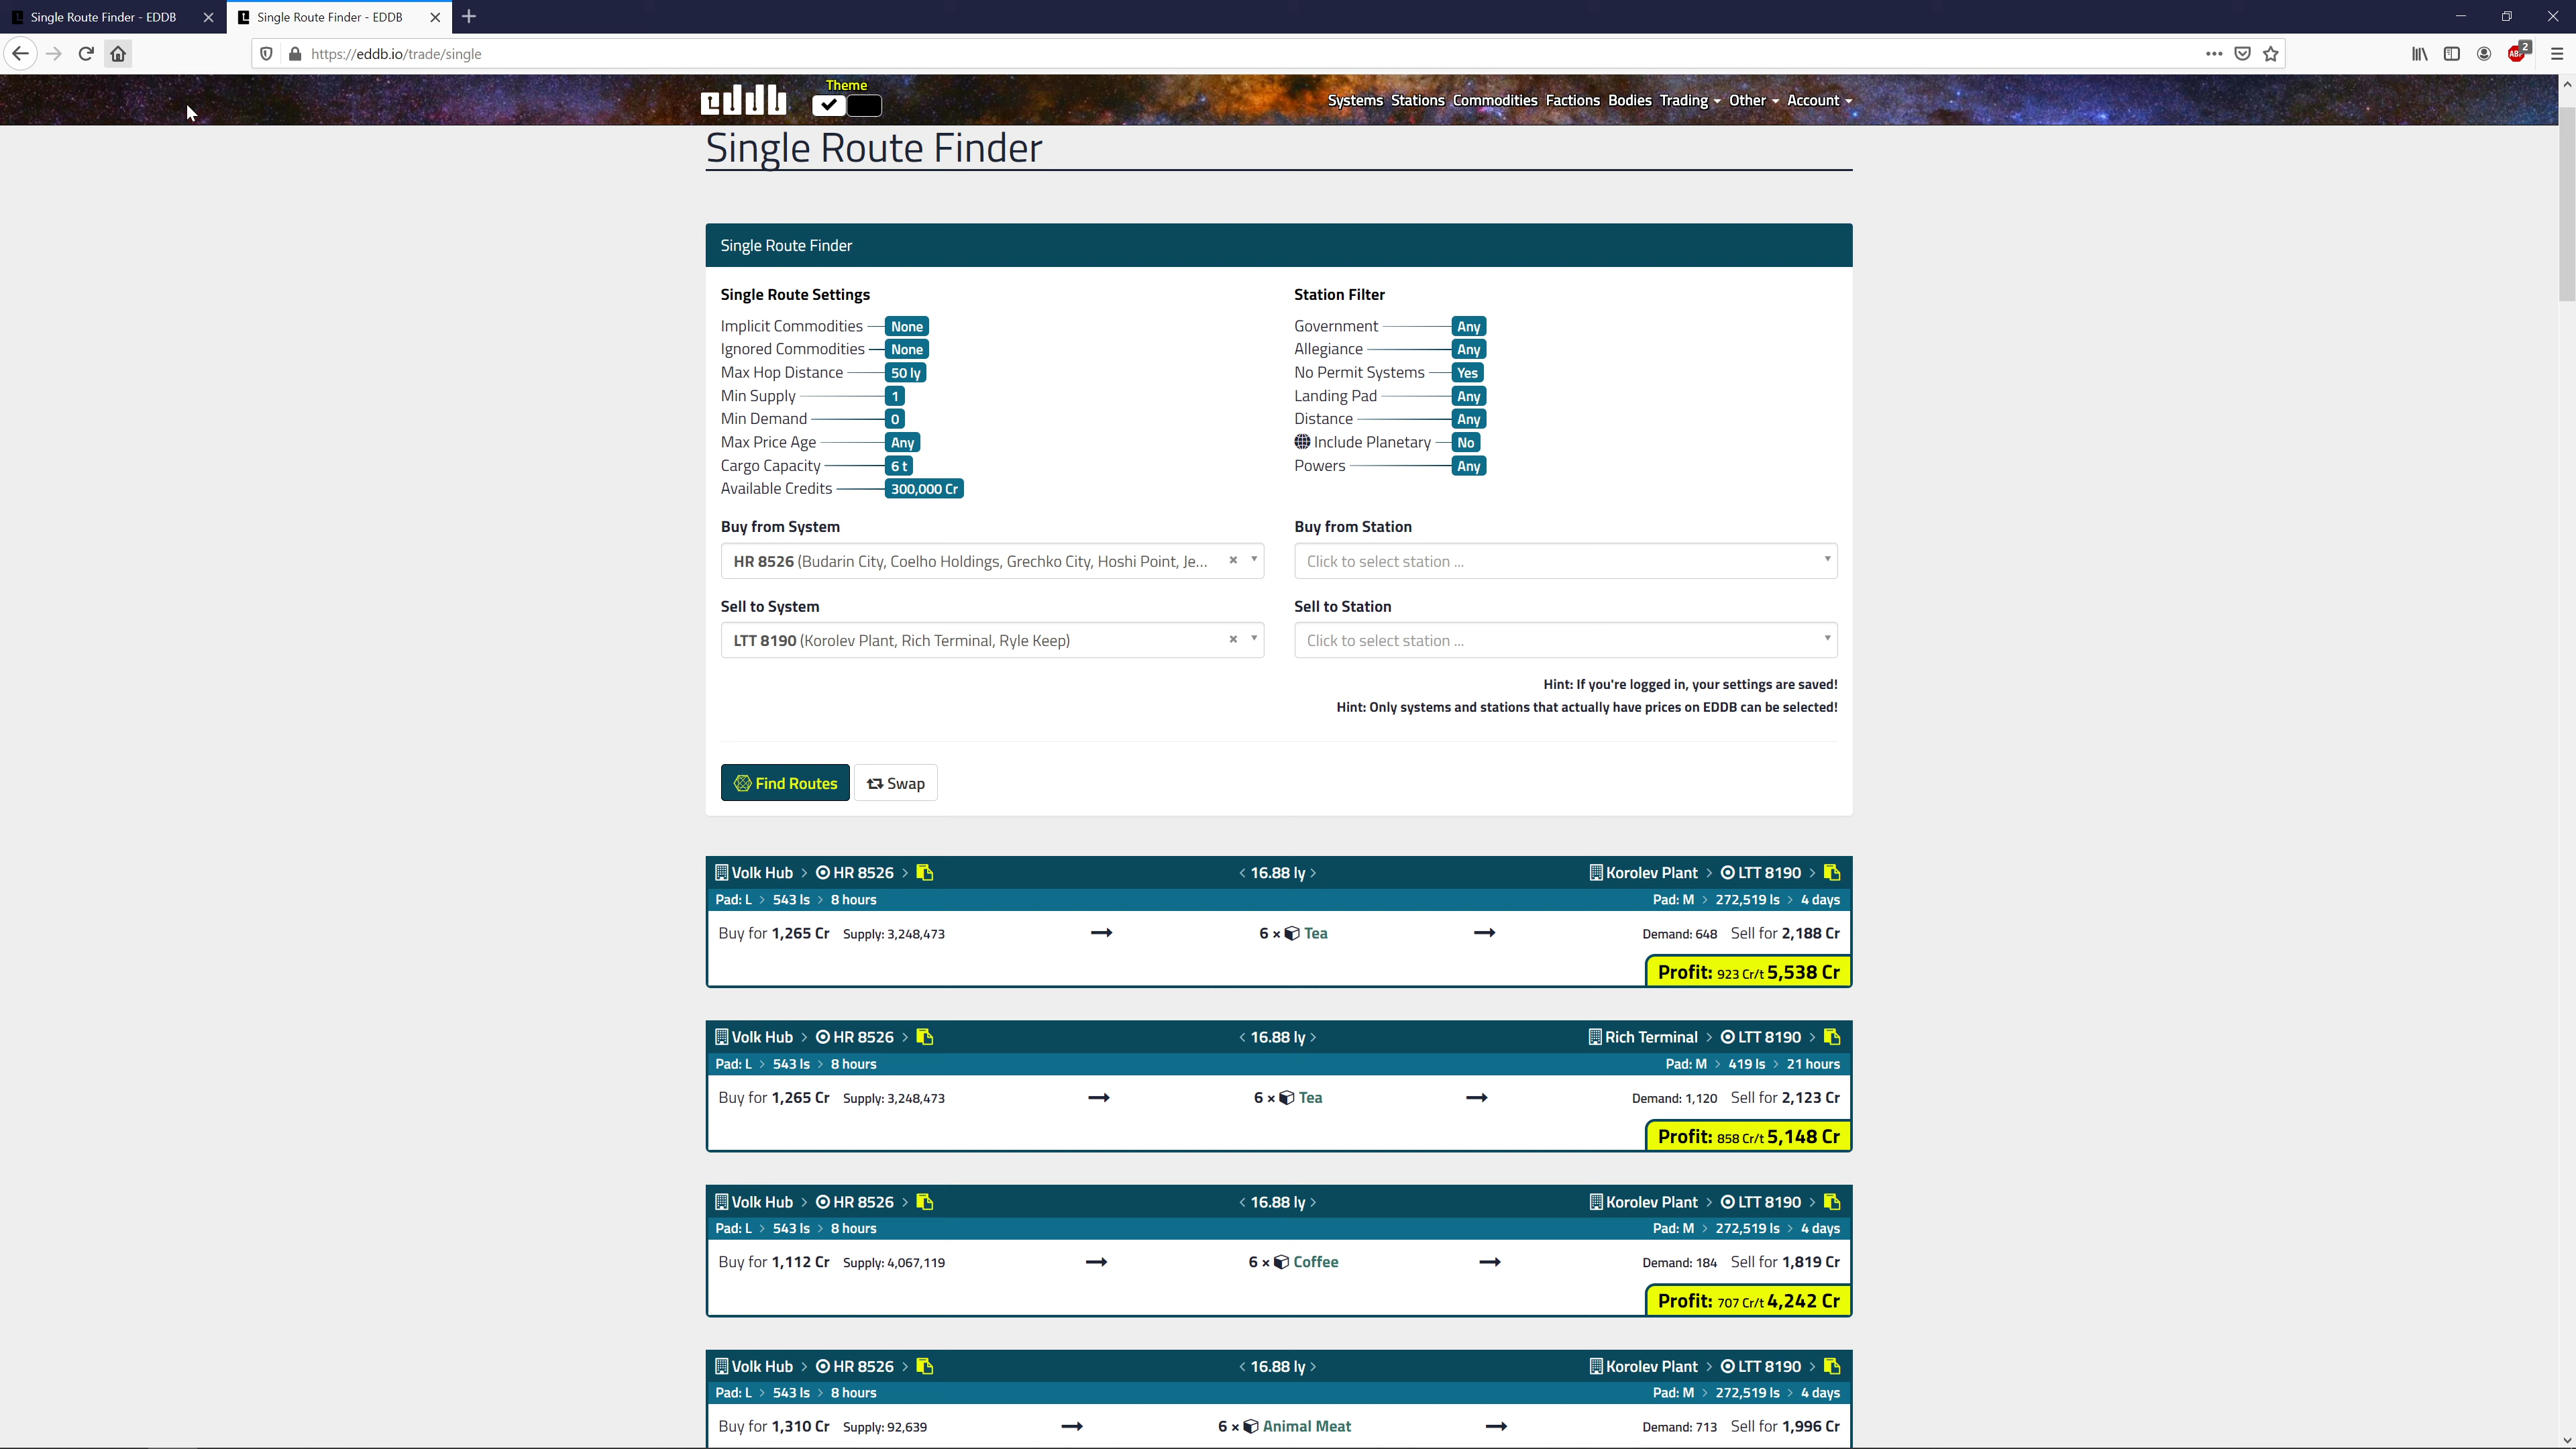 Single Route Finder - EDDB
Single Route Finder - EDDB
https://eddb.io/trade/single
ABP 2
eddb
Theme
Systems Stations Commodities Factions Bodies Trading Other Account
Single Route Finder
Single Route Finder
Single Route Settings
Implicit Commodities None
Ignored Commodities None
Max Hop Distance 50 ly
Min Supply 1
Min Demand 0
Max Price Age Any
Cargo Capacity 6 t
Available Credits 300,000 Cr
Station Filter
Government Any
Allegiance Any
No Permit Systems Yes
Landing Pad Any
Distance Any
Include Planetary No
Powers Any
Buy from System
HR 8526 (Budarin City, Coelho Holdings, Grechko City, Hoshi Point, Je...
Buy from Station
Click to select station ...
Sell to System
LTT 8190 (Korolev Plant, Rich Terminal, Ryle Keep)
Sell to Station
Click to select station ...
Hint: If you're logged in, your settings are saved!
Hint: Only systems and stations that actually have prices on EDDB can be selected!
Find Routes Swap
Volk Hub > HR 8526 > < 16.88 ly > Korolev Plant > LTT 8190 >
Pad: L > 543 ls > 8 hours Pad: M > 272,519 ls > 4 days
Buy for 1,265 Cr Supply: 3,248,473 → 6 × Tea → Demand: 648 Sell for 2,188 Cr
Profit: 923 Cr/t 5,538 Cr
Volk Hub > HR 8526 > < 16.88 ly > Rich Terminal > LTT 8190 >
Pad: L > 543 ls > 8 hours Pad: M > 419 ls > 21 hours
Buy for 1,265 Cr Supply: 3,248,473 → 6 × Tea → Demand: 1,120 Sell for 2,123 Cr
Profit: 858 Cr/t 5,148 Cr
Volk Hub > HR 8526 > < 16.88 ly > Korolev Plant > LTT 8190 >
Pad: L > 543 ls > 8 hours Pad: M > 272,519 ls > 4 days
Buy for 1,112 Cr Supply: 4,067,119 → 6 × Coffee → Demand: 184 Sell for 1,819 Cr
Profit: 707 Cr/t 4,242 Cr
Volk Hub > HR 8526 > < 16.88 ly > Korolev Plant > LTT 8190 >
Pad: L > 543 ls > 8 hours Pad: M > 272,519 ls > 4 days
Buy for 1,310 Cr Supply: 92,639 → 6 × Animal Meat → Demand: 713 Sell for 1,996 Cr